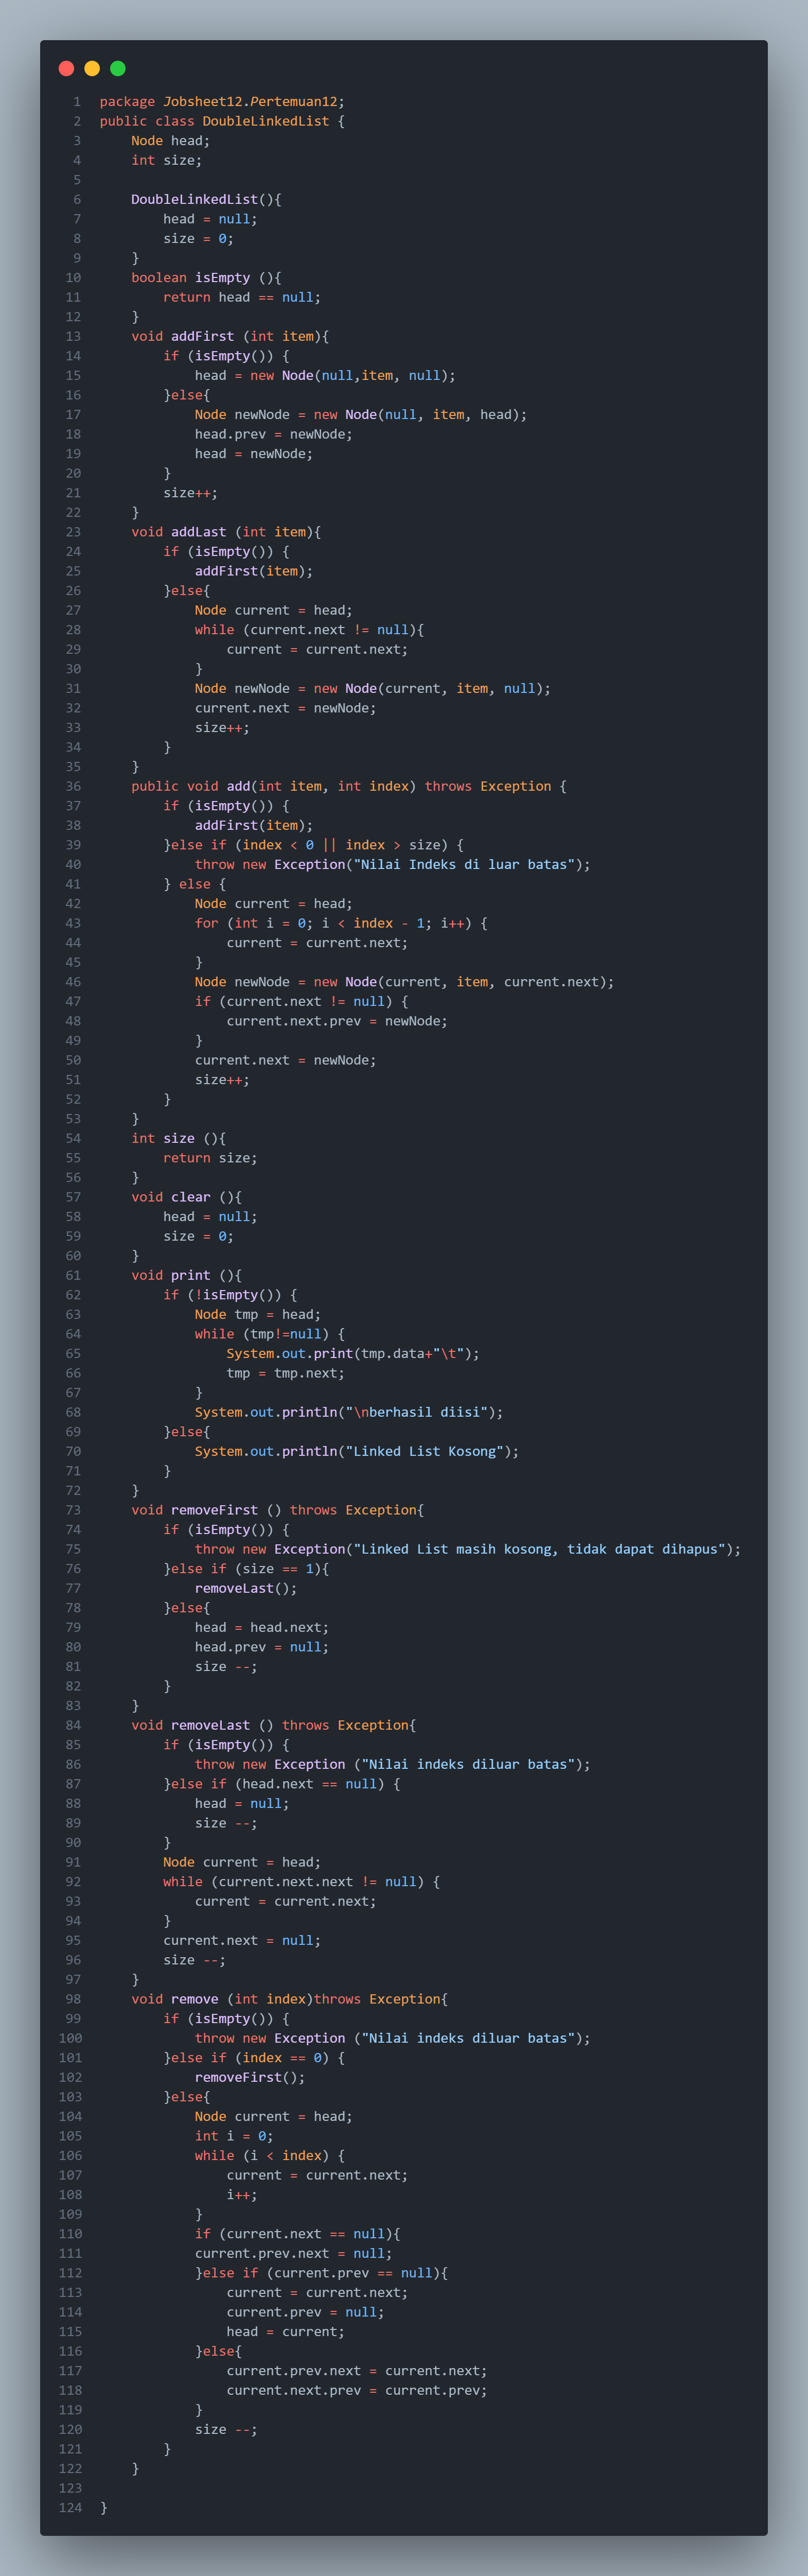 1 package Jobsheet12.Pertemuan12;
2 public class DoubleLinkedList {
3     Node head;
4     int size;
5
6     DoubleLinkedList(){
7         head = null;
8         size = 0;
9     }
10     boolean isEmpty (){
11         return head == null;
12     }
13     void addFirst (int item){
14         if (isEmpty()) {
15             head = new Node(null,item, null);
16         }else{
17             Node newNode = new Node(null, item, head);
18             head.prev = newNode;
19             head = newNode;
20         }
21         size++;
22     }
23     void addLast (int item){
24         if (isEmpty()) {
25             addFirst(item);
26         }else{
27             Node current = head;
28             while (current.next != null){
29                 current = current.next;
30             }
31             Node newNode = new Node(current, item, null);
32             current.next = newNode;
33             size++;
34         }
35     }
36     public void add(int item, int index) throws Exception {
37         if (isEmpty()) {
38             addFirst(item);
39         }else if (index < 0 || index > size) {
40             throw new Exception("Nilai Indeks di luar batas");
41         } else {
42             Node current = head;
43             for (int i = 0; i < index - 1; i++) {
44                 current = current.next;
45             }
46             Node newNode = new Node(current, item, current.next);
47             if (current.next != null) {
48                 current.next.prev = newNode;
49             }
50             current.next = newNode;
51             size++;
52         }
53     }
54     int size (){
55         return size;
56     }
57     void clear (){
58         head = null;
59         size = 0;
60     }
61     void print (){
62         if (!isEmpty()) {
63             Node tmp = head;
64             while (tmp!=null) {
65                 System.out.print(tmp.data+"\t");
66                 tmp = tmp.next;
67             }
68             System.out.println("\nberhasil diisi");
69         }else{
70             System.out.println("Linked List Kosong");
71         }
72     }
73     void removeFirst () throws Exception{
74         if (isEmpty()) {
75             throw new Exception("Linked List masih kosong, tidak dapat dihapus");
76         }else if (size == 1){
77             removeLast();
78         }else{
79             head = head.next;
80             head.prev = null;
81             size --;
82         }
83     }
84     void removeLast () throws Exception{
85         if (isEmpty()) {
86             throw new Exception ("Nilai indeks diluar batas");
87         }else if (head.next == null) {
88             head = null;
89             size --;
90         }
91         Node current = head;
92         while (current.next.next != null) {
93             current = current.next;
94         }
95         current.next = null;
96         size --;
97     }
98     void remove (int index)throws Exception{
99         if (isEmpty()) {
100             throw new Exception ("Nilai indeks diluar batas");
101         }else if (index == 0) {
102             removeFirst();
103         }else{
104             Node current = head;
105             int i = 0;
106             while (i < index) {
107                 current = current.next;
108                 i++;
109             }
110             if (current.next == null){
111             current.prev.next = null;
112             }else if (current.prev == null){
113                 current = current.next;
114                 current.prev = null;
115                 head = current;
116             }else{
117                 current.prev.next = current.next;
118                 current.next.prev = current.prev;
119             }
120             size --;
121         }
122     }
123
124 }